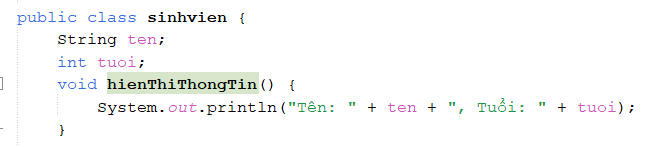 public class sinhvien {
String ten;
int tuoi;
void hienThiThongTin() {
System.out.println("Tên: " + ten + ", Tuổi: " + tuoi);
}